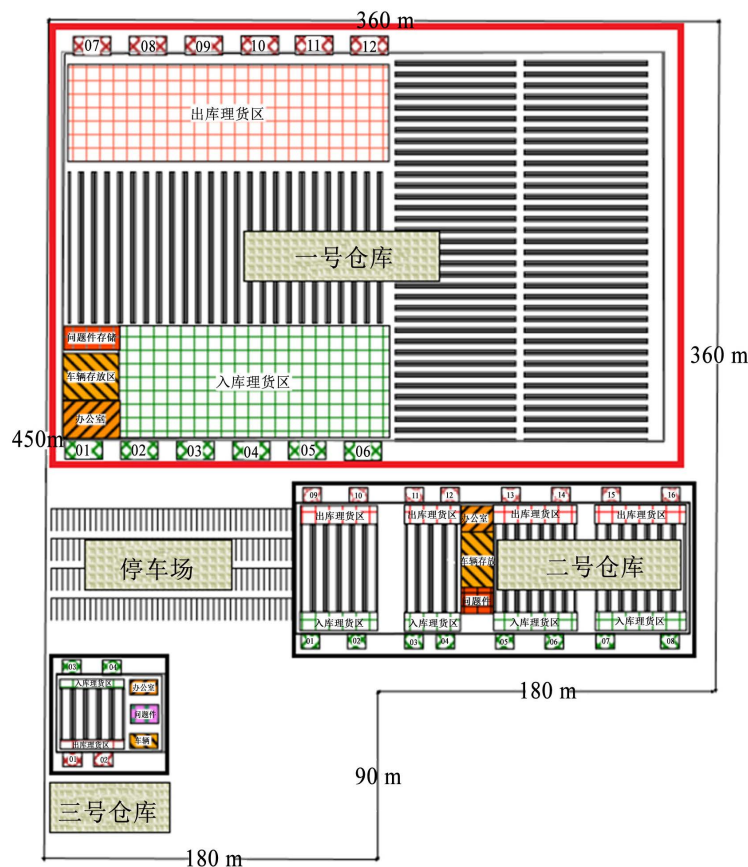 360 m
07 08 09 10 11 12
出库理货区
一号仓库
问题件存储
车辆存放区
入库理货区
办公室
360 m
450m
01 02 03 04 05 06
09 10 11 12 13 14 15 16
出库理货区 出库理货区 办公室 出库理货区 出库理货区
停车场
车辆存放
二号仓库
问题件
入库理货区 入库理货区 入库理货区 入库理货区
01 02 03 04 05 06 07 08
03 04
入库理货区 办公室
问题件
出库理货区 车辆
01 02
180 m
90 m
三号仓库
180 m